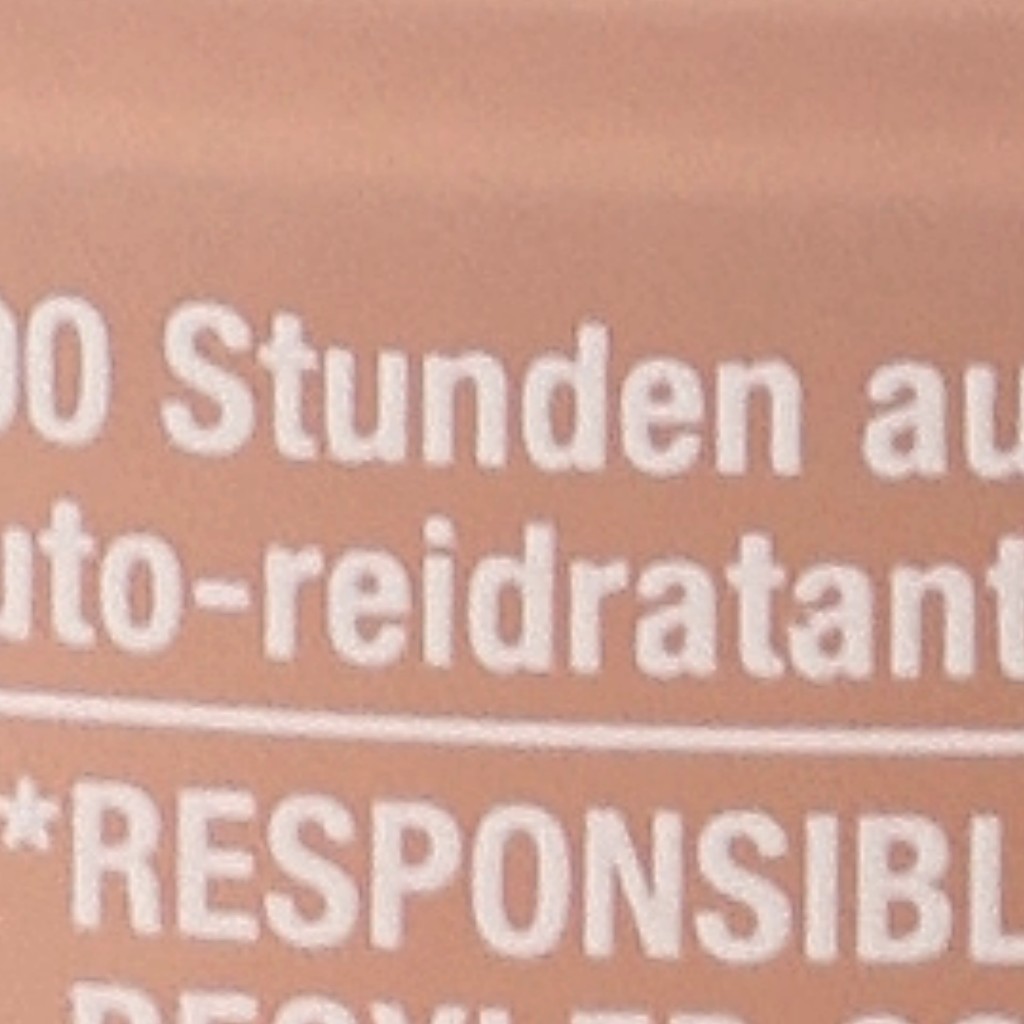 00 Stunden au
uto-reidratant
*RESPONSIBL